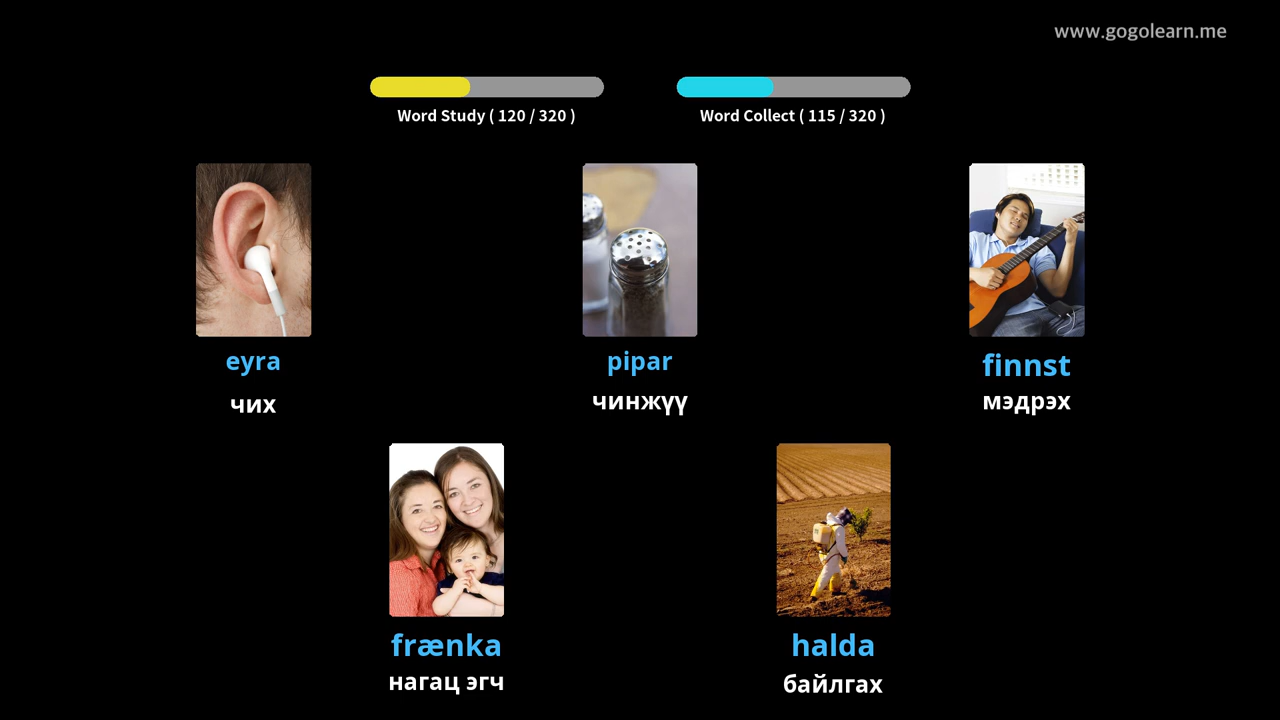 www.gogolearn.me
Word Study ( 120 / 320 )
Word Collect ( 115 / 320 )
eyra
чих
pipar
чинжүү
finnst
мэдрэх
frænka
нагац эгч
halda
байлгах